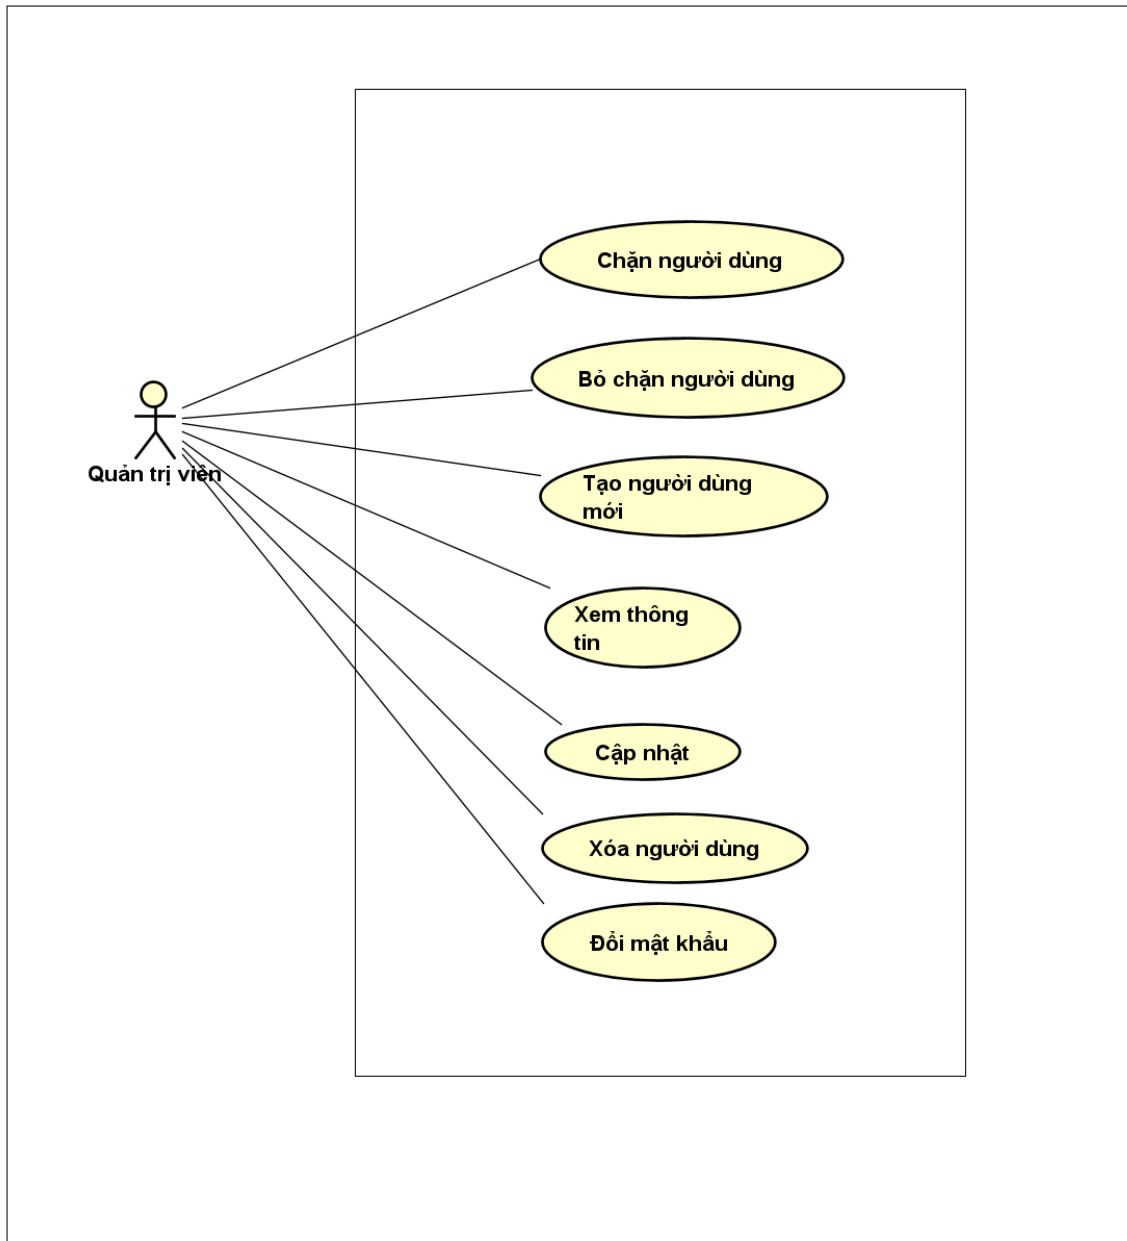 Chặn người dùng
Bỏ chặn người dùng
Quản trị viên
Tạo người dùng
mới
Xem thông
tin
Cập nhật
Xóa người dùng
Đổi mật khẩu